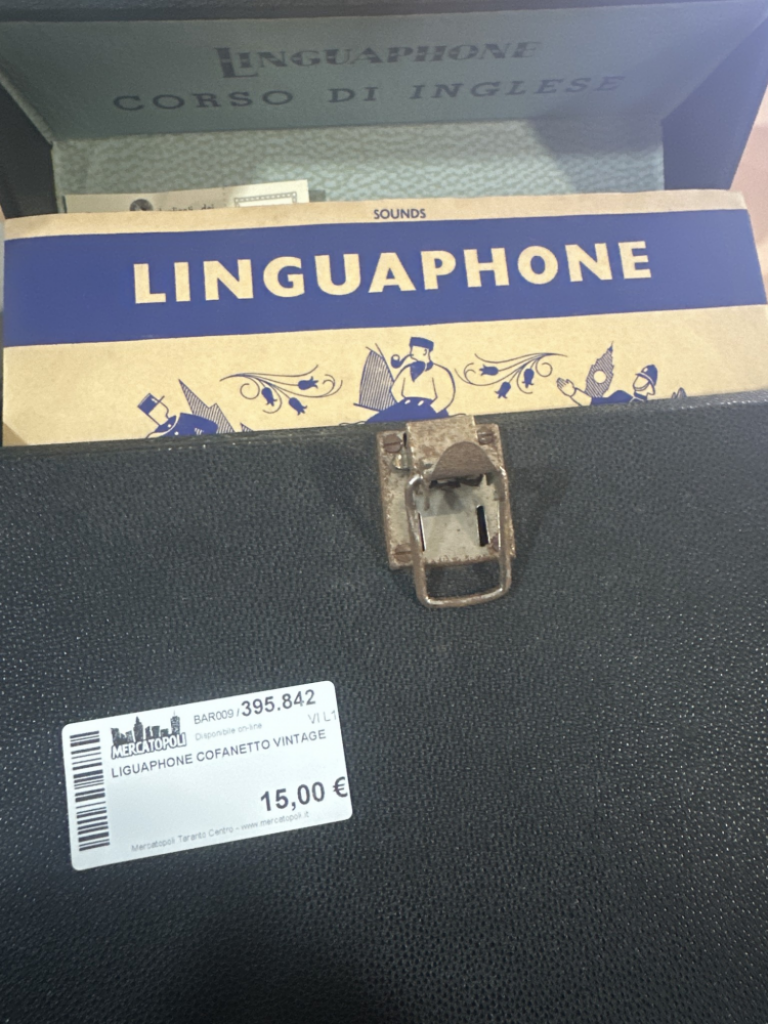 LINGUAPHONE
CORSO DI INGLESE
SOUNDS
LINGUAPHONE
BAR009 / 395.842
Disponibile on-line
VI L1
MERCATOPOLI
LIGUAPHONE COFANETTO VINTAGE
15,00 €
Mercatopoli Taranto Centro - www.mercatopoli.it